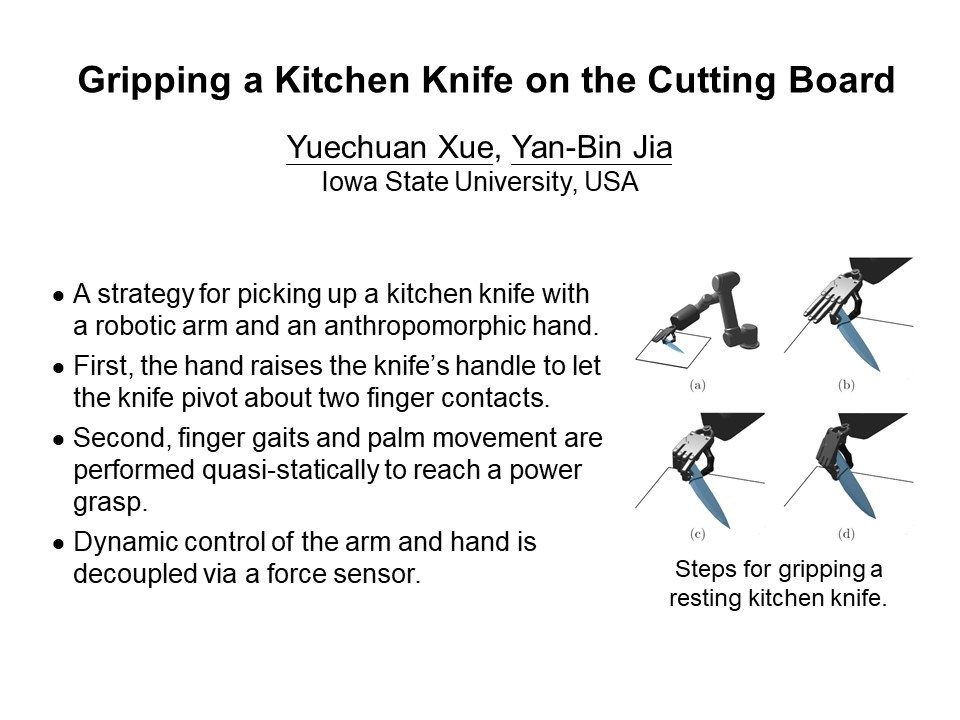 Gripping a Kitchen Knife on the Cutting Board
Yuechuan Xue, Yan-Bin Jia
Iowa State University, USA
• A strategy for picking up a kitchen knife with
a robotic arm and an anthropomorphic hand.
• First, the hand raises the knife’s handle to let
the knife pivot about two finger contacts.
• Second, finger gaits and palm movement are
performed quasi-statically to reach a power
grasp.
• Dynamic control of the arm and hand is
decoupled via a force sensor.
(a)
(b)
(c)
(d)
Steps for gripping a
resting kitchen knife.